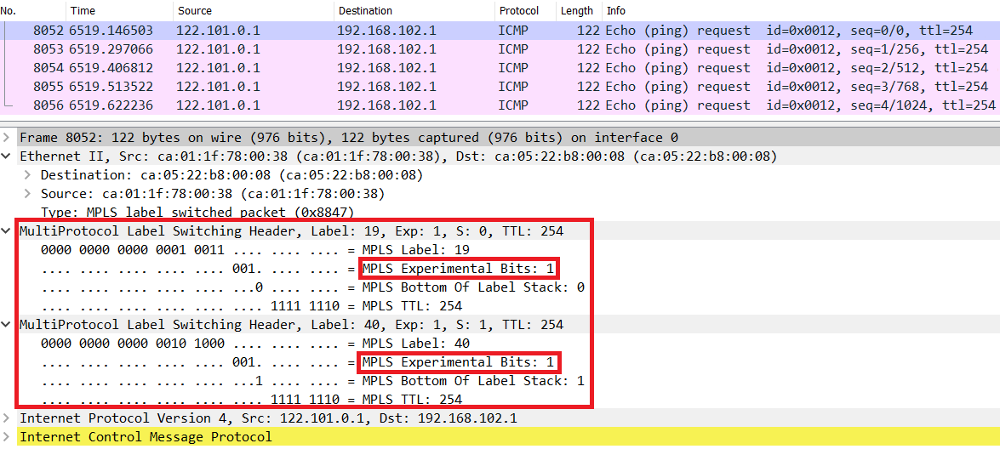 No. Time Source Destination Protocol Length Info
8052 6519.146503 122.101.0.1 192.168.102.1 ICMP 122 Echo (ping) request id=0x0012, seq=0/0, ttl=254
8053 6519.297066 122.101.0.1 192.168.102.1 ICMP 122 Echo (ping) request id=0x0012, seq=1/256, ttl=254
8054 6519.406812 122.101.0.1 192.168.102.1 ICMP 122 Echo (ping) request id=0x0012, seq=2/512, ttl=254
8055 6519.513522 122.101.0.1 192.168.102.1 ICMP 122 Echo (ping) request id=0x0012, seq=3/768, ttl=254
8056 6519.622236 122.101.0.1 192.168.102.1 ICMP 122 Echo (ping) request id=0x0012, seq=4/1024, ttl=254
Frame 8052: 122 bytes on wire (976 bits), 122 bytes captured (976 bits) on interface 0
Ethernet II, Src: ca:01:1f:78:00:38 (ca:01:1f:78:00:38), Dst: ca:05:22:b8:00:08 (ca:05:22:b8:00:08)
Destination: ca:05:22:b8:00:08 (ca:05:22:b8:00:08)
Source: ca:01:1f:78:00:38 (ca:01:1f:78:00:38)
Type: MPLS label switched packet (0x8847)
MultiProtocol Label Switching Header, Label: 19, Exp: 1, S: 0, TTL: 254
0000 0000 0000 0001 0011 .... .... .... = MPLS Label: 19
.... .... .... .... .... 001. .... .... = MPLS Experimental Bits: 1
.... .... .... .... .... ...0 .... .... = MPLS Bottom Of Label Stack: 0
.... .... .... .... .... .... 1111 1110 = MPLS TTL: 254
MultiProtocol Label Switching Header, Label: 40, Exp: 1, S: 1, TTL: 254
0000 0000 0000 0010 1000 .... .... .... = MPLS Label: 40
.... .... .... .... .... 001. .... .... = MPLS Experimental Bits: 1
.... .... .... .... .... ...1 .... .... = MPLS Bottom Of Label Stack: 1
.... .... .... .... .... .... 1111 1110 = MPLS TTL: 254
Internet Protocol Version 4, Src: 122.101.0.1, Dst: 192.168.102.1
Internet Control Message Protocol